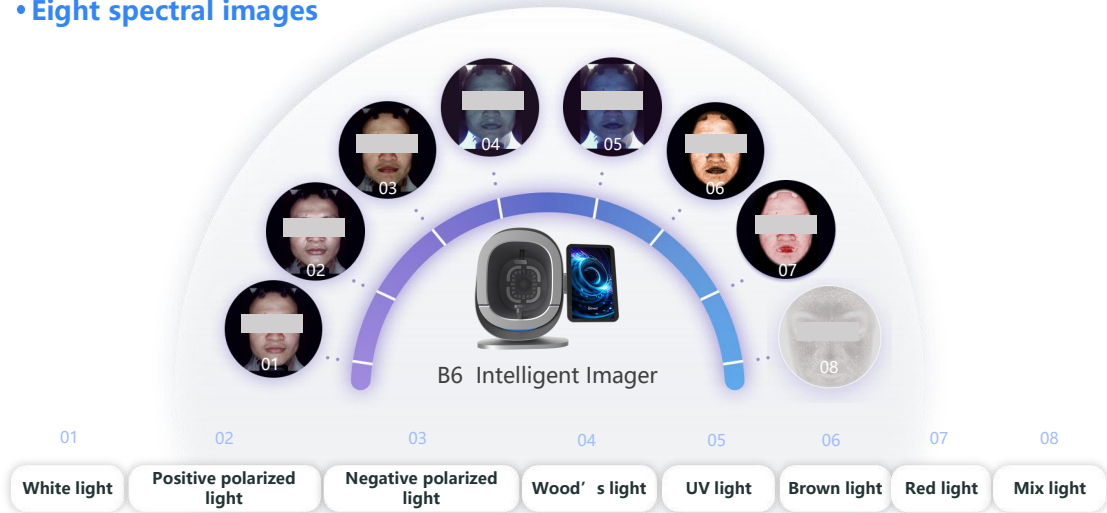 • Eight spectral images
04
05
03
06
02
07
01
08
B6 Intelligent Imager
01 02 03 04 05 06 07 08
White light
Positive polarized
light
Negative polarized
light
Wood’s light
UV light
Brown light
Red light
Mix light